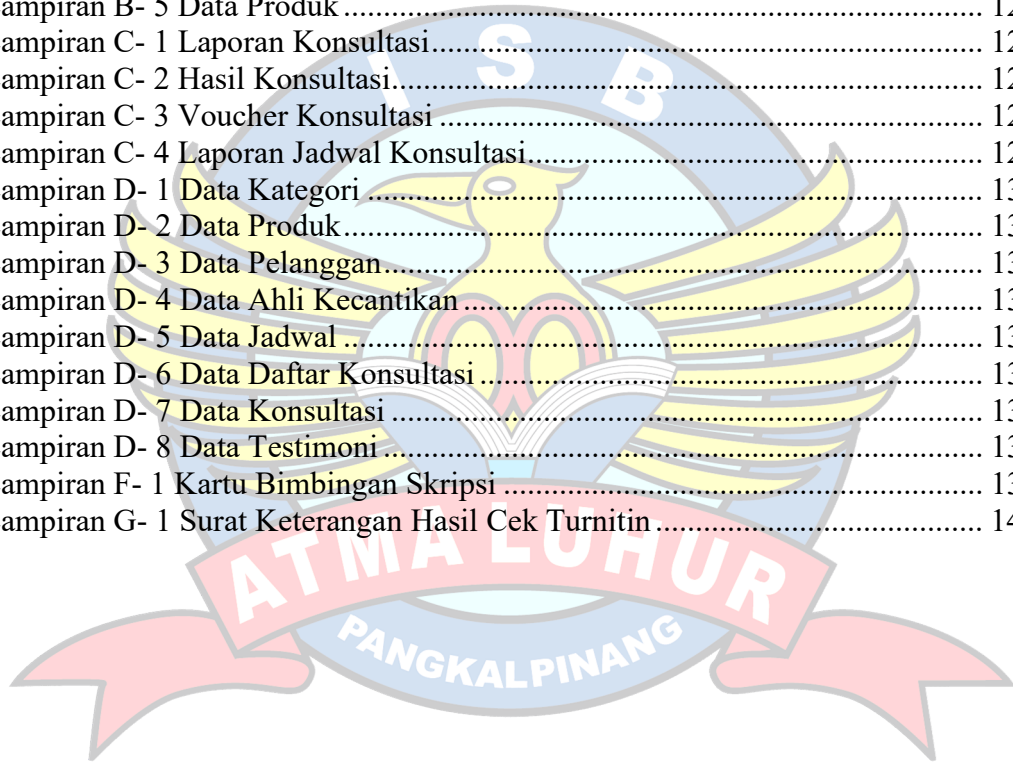 ampiran B- 5 Data Produk ........................................................................ 12
ampiran C- 1 Laporan Konsultasi............................................................. 12
ampiran C- 2 Hasil Konsultasi.................................................................. 12
ampiran C- 3 Voucher Konsultasi ............................................................ 12
ampiran C- 4 Laporan Jadwal Konsultasi................................................. 12
ampiran D- 1 Data Kategori ..................................................................... 13
ampiran D- 2 Data Produk........................................................................ 13
ampiran D- 3 Data Pelanggan................................................................... 13
ampiran D- 4 Data Ahli Kecantikan ......................................................... 13
ampiran D- 5 Data Jadwal ........................................................................ 13
ampiran D- 6 Data Daftar Konsultasi ....................................................... 13
ampiran D- 7 Data Konsultasi .................................................................. 13
ampiran D- 8 Data Testimoni ................................................................... 13
ampiran F- 1 Kartu Bimbingan Skripsi .................................................... 13
ampiran G- 1 Surat Keterangan Hasil Cek Turnitin .................................. 14
I S B
ATMA LUHUR
PANGKALPINANG